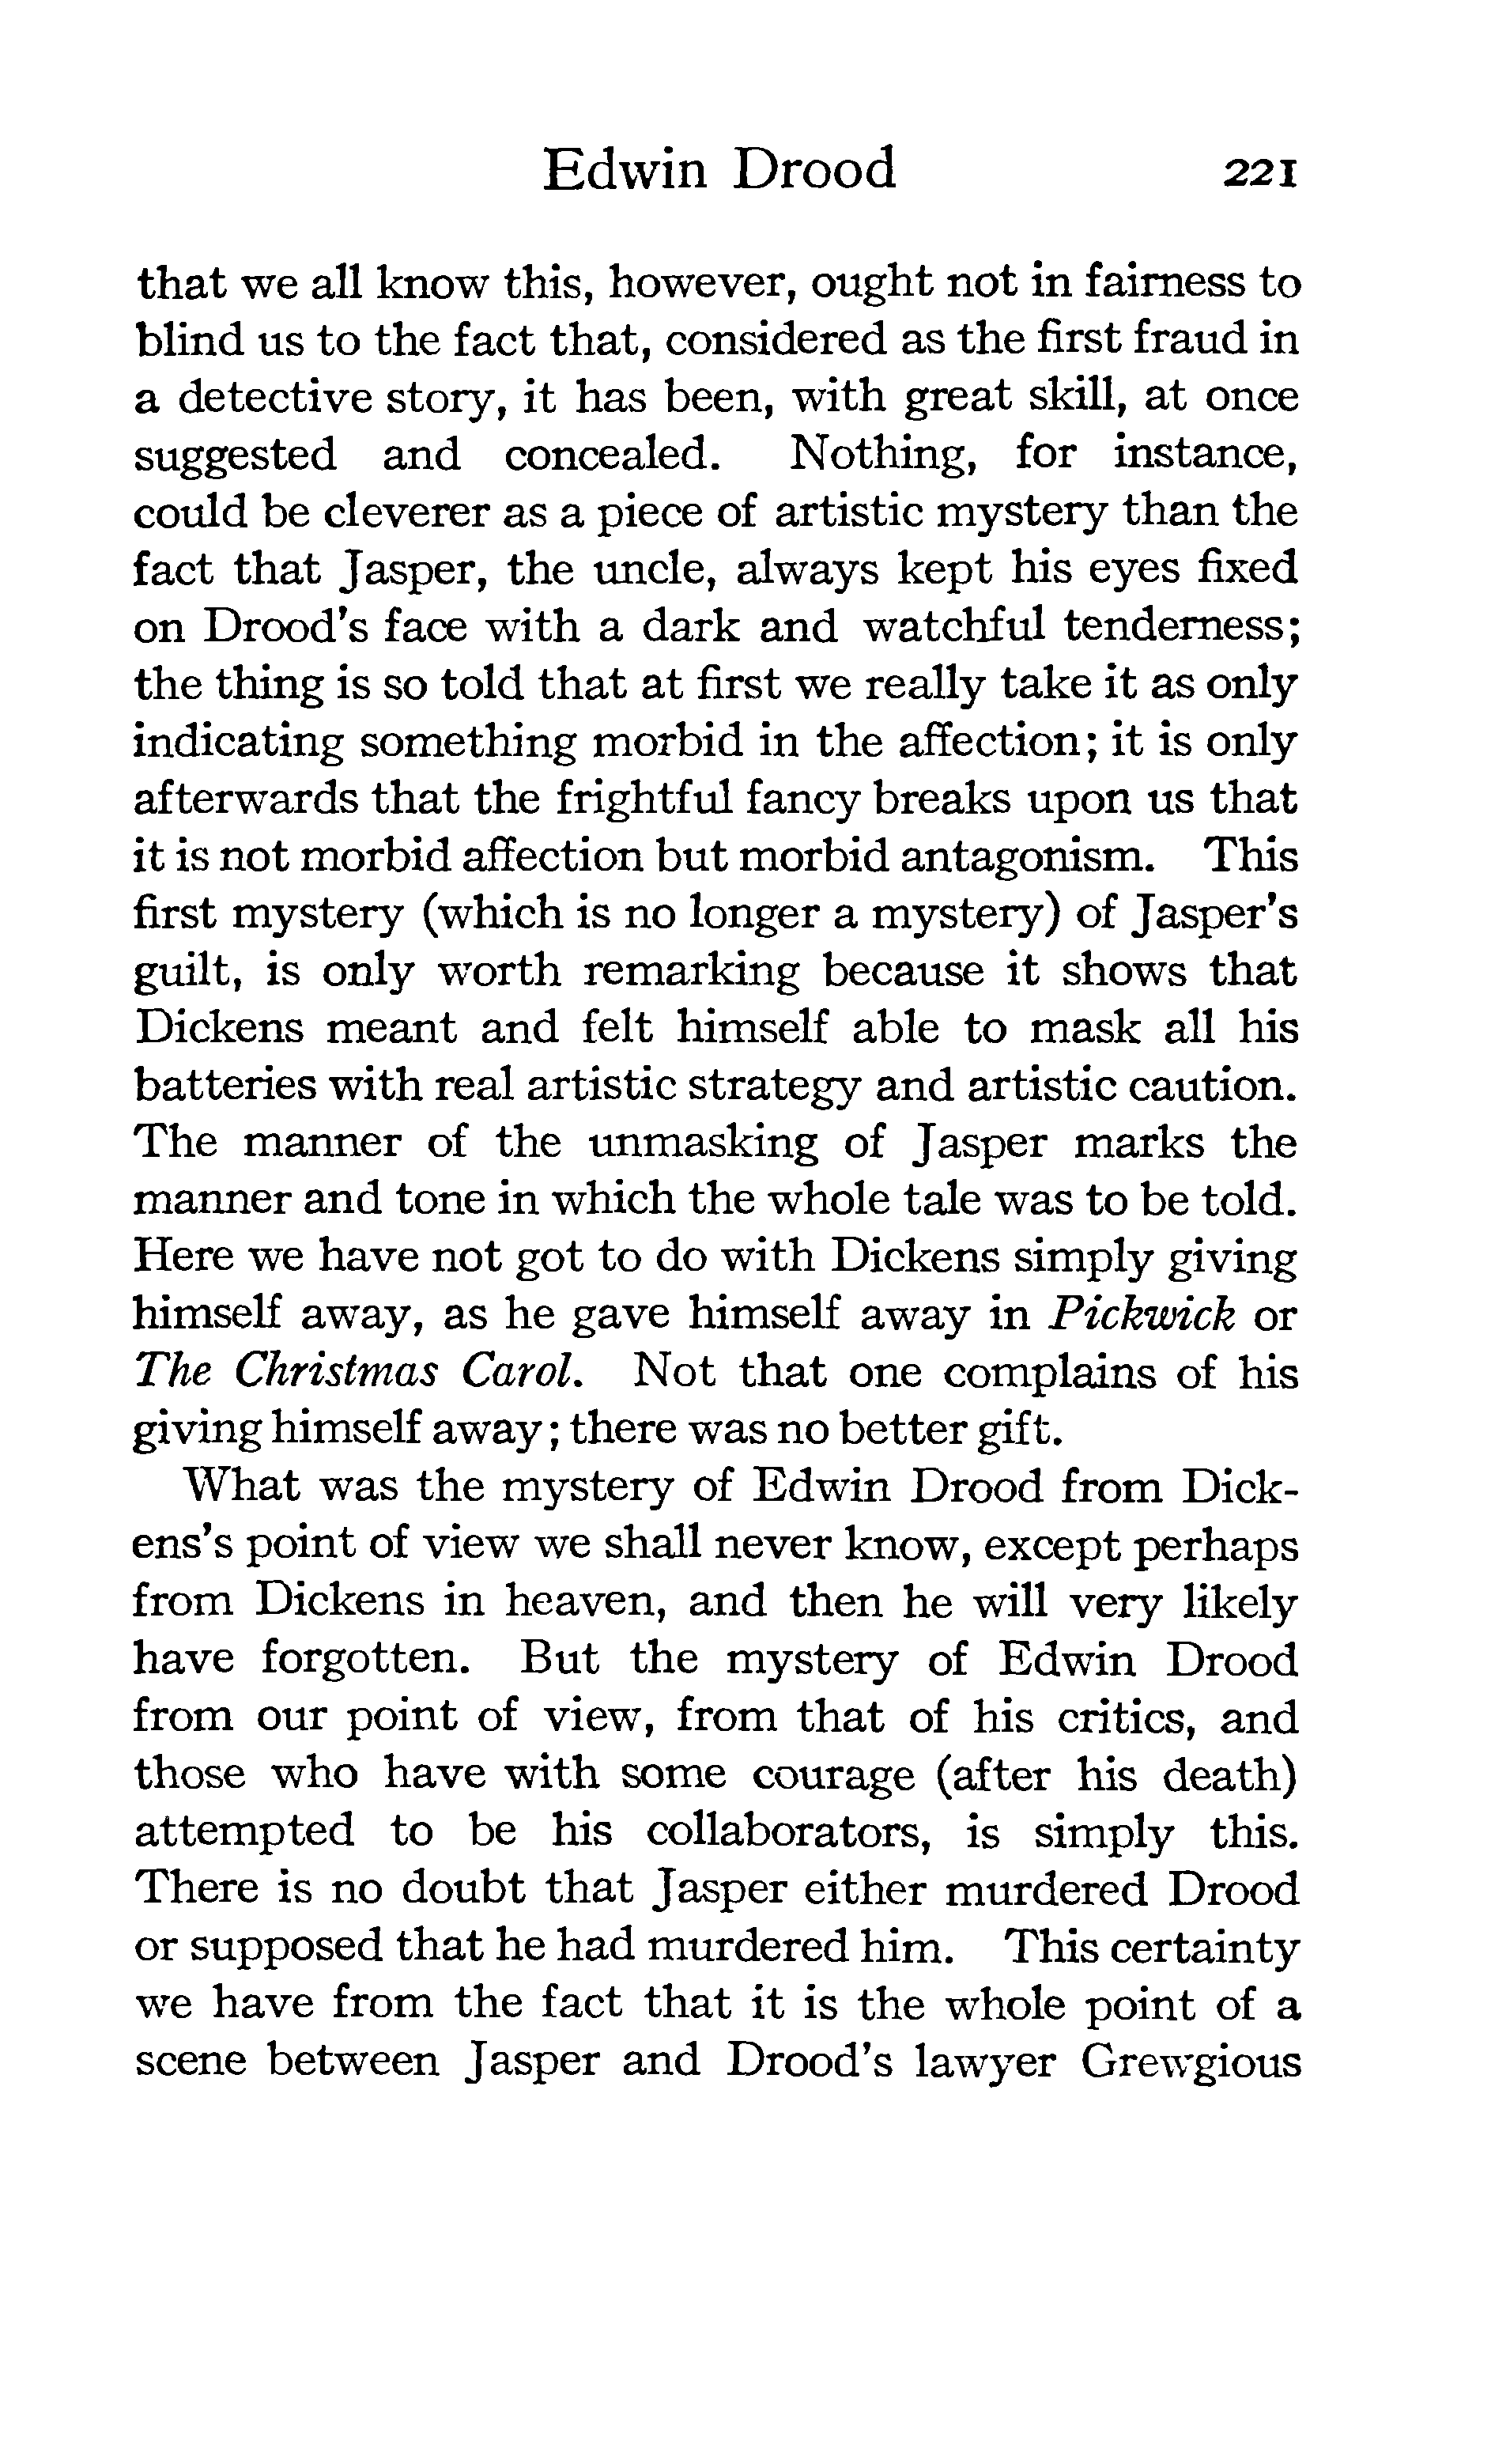 Edwin Drood 221
that we all know this, however, ought not in fairness to
blind us to the fact that, considered as the first fraud in
a detective story, it has been, with great skill, at once
suggested and concealed. Nothing, for instance,
could be cleverer as a piece of artistic mystery than the
fact that Jasper, the uncle, always kept his eyes fixed
on Drood's face with a dark and watchful tenderness;
the thing is so told that at first we really take it as only
indicating something morbid in the affection; it is only
afterwards that the frightful fancy breaks upon us that
it is not morbid affection but morbid antagonism. This
first mystery (which is no longer a mystery) of Jasper's
guilt, is only worth remarking because it shows that
Dickens meant and felt himself able to mask all his
batteries with real artistic strategy and artistic caution.
The manner of the unmasking of Jasper marks the
manner and tone in which the whole tale was to be told.
Here we have not got to do with Dickens simply giving
himself away, as he gave himself away in Pickwick or
The Christmas Carol. Not that one complains of his
giving himself away; there was no better gift.
What was the mystery of Edwin Drood from Dick-
ens's point of view we shall never know, except perhaps
from Dickens in heaven, and then he will very likely
have forgotten. But the mystery of Edwin Drood
from our point of view, from that of his critics, and
those who have with some courage (after his death)
attempted to be his collaborators, is simply this.
There is no doubt that Jasper either murdered Drood
or supposed that he had murdered him. This certainty
we have from the fact that it is the whole point of a
scene between Jasper and Drood's lawyer Grewgious